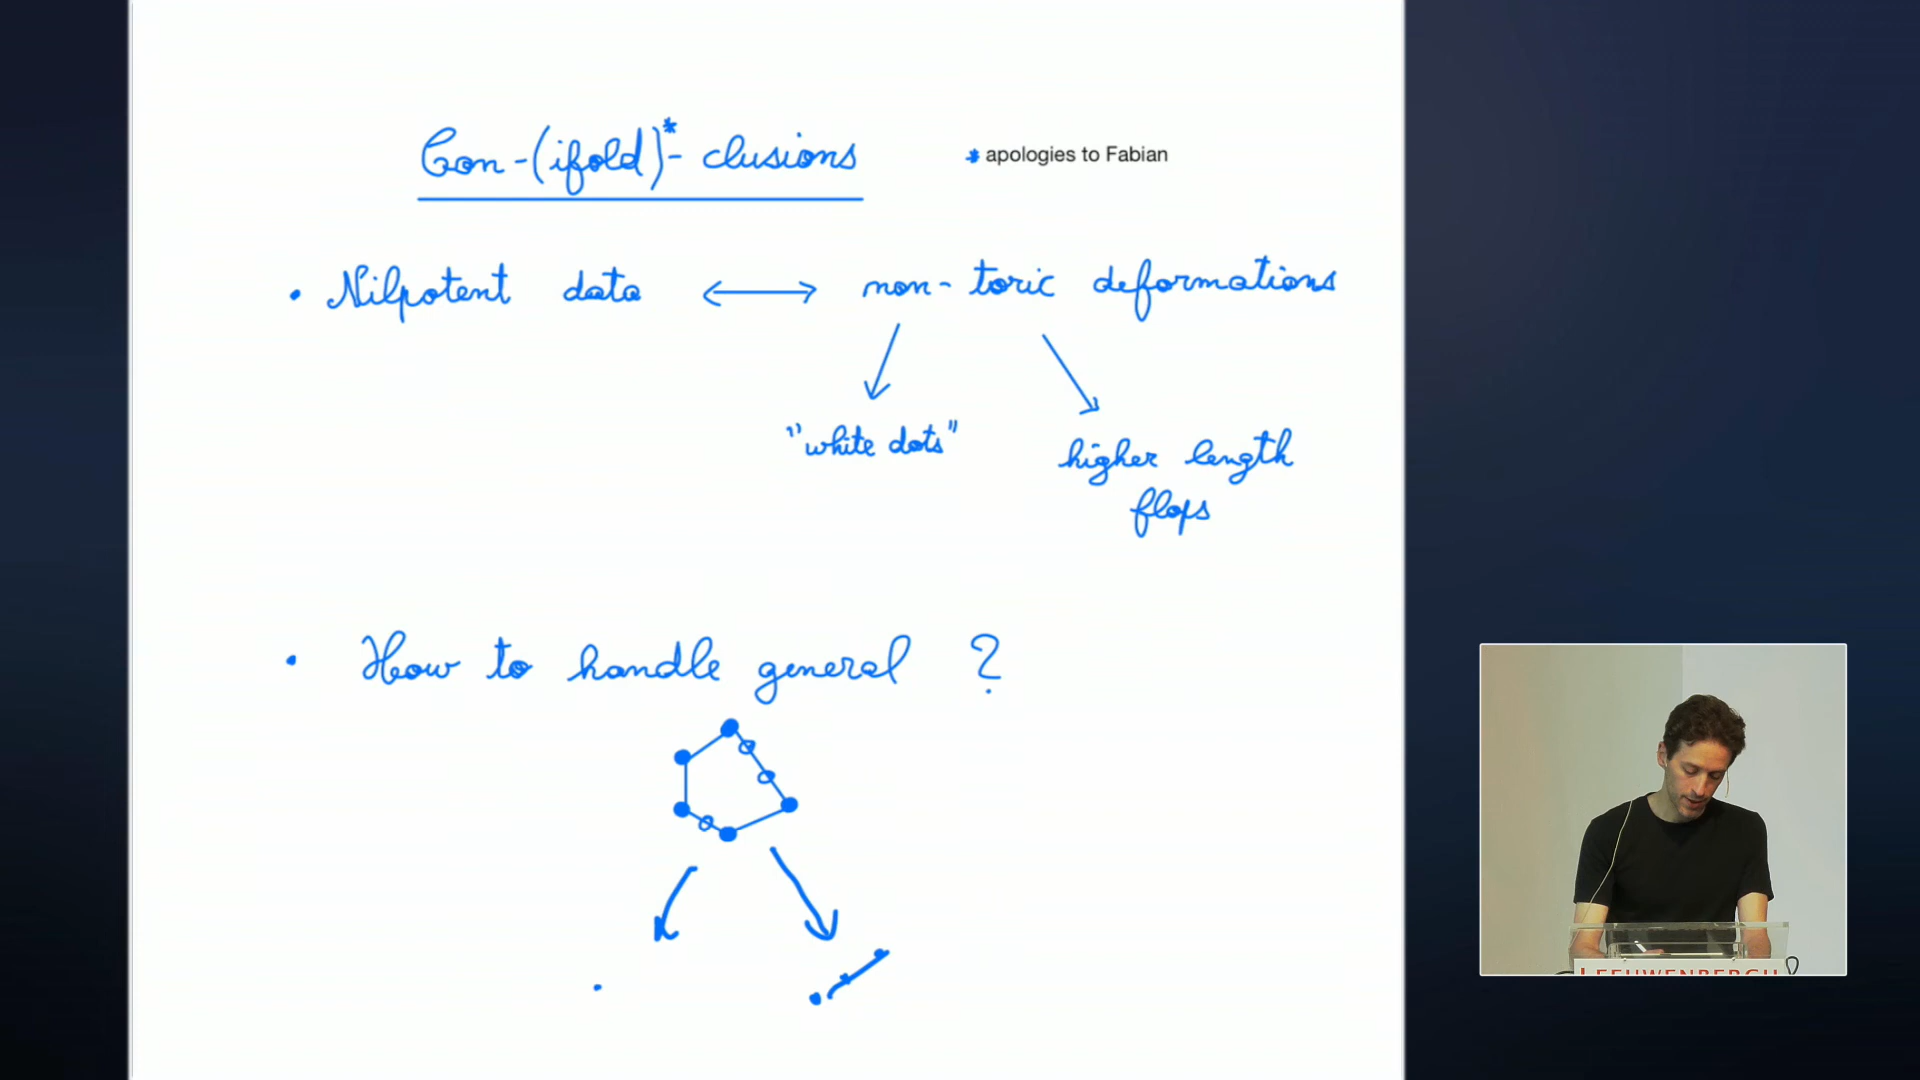 Con-(ifold)*- clusions
* apologies to Fabian
• Nilpotent data ⟷ non-toric deformations
"white dots"
higher length
flops
• How to handle general ?
LEEUWENBERGH